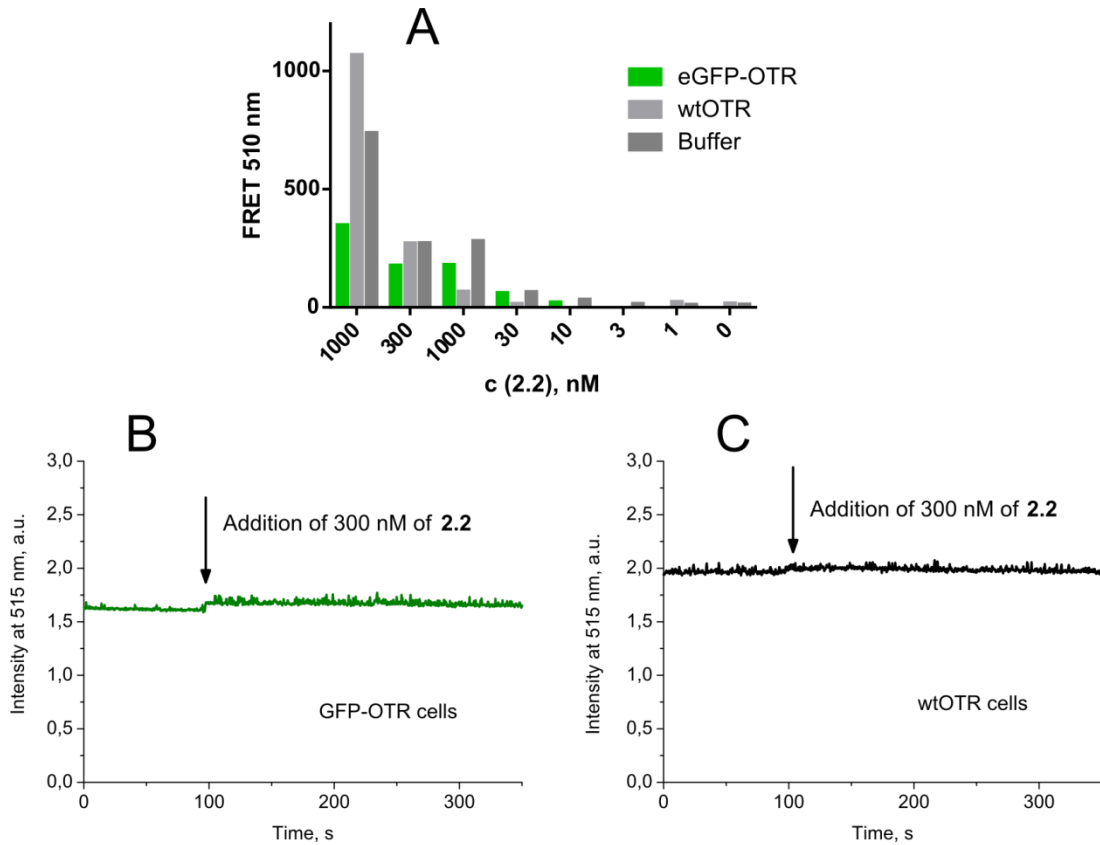 A
FRET 510 nm
1000
500
0
eGFP-OTR
wtOTR
Buffer
1000 300 1000 30 10 3 1 0
c (2.2), nM
B
Intensity at 515 nm, a.u.
3,0
2,5
2,0
1,5
1,0
0,5
0,0
Addition of 300 nM of 2.2
GFP-OTR cells
0 100 200 300
Time, s
C
Intensity at 515 nm, a.u.
3,0
2,5
2,0
1,5
1,0
0,5
0,0
Addition of 300 nM of 2.2
wtOTR cells
0 100 200 300
Time, s